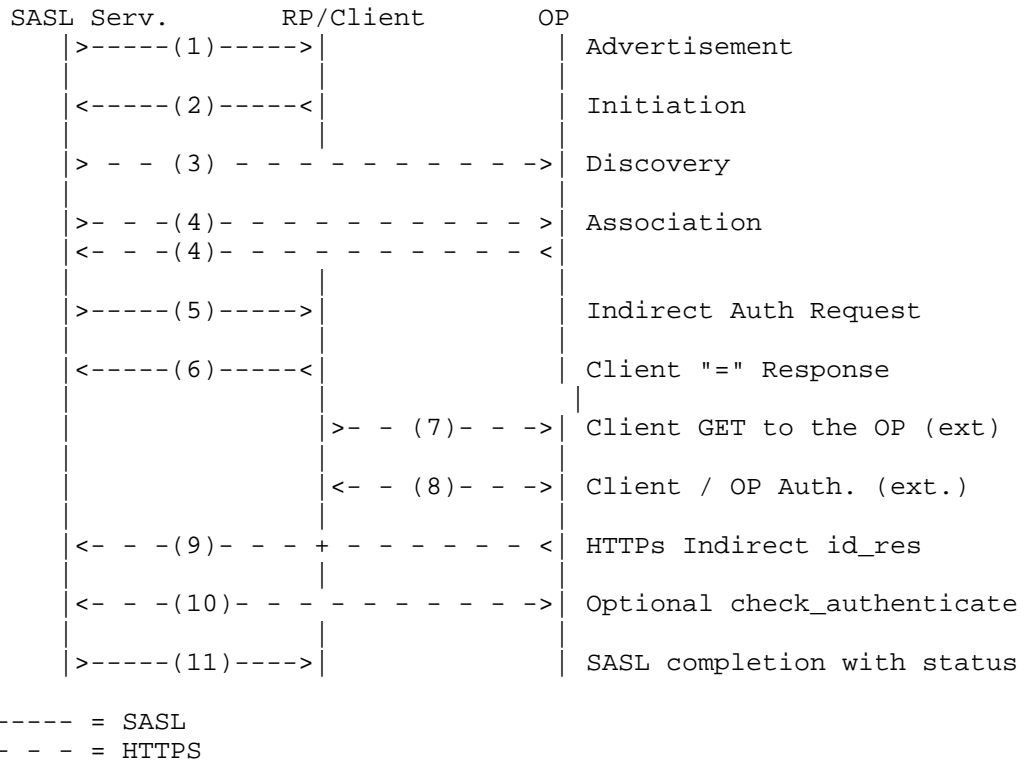 SASL Serv.       RP/Client       OP
|>-----(1)----->|               | Advertisement
|<-----(2)-----<|               | Initiation
|> - - (3) - - - - - - - - - ->| Discovery
|>- - -(4)- - - - - - - - - - >| Association
|<- - -(4)- - - - - - - - - - <|
|>-----(5)----->|               | Indirect Auth Request
|<-----(6)-----<|               | Client "=" Response
|               |>- - (7)- - ->| Client GET to the OP (ext)
|               |<- - (8)- - ->| Client / OP Auth. (ext.)
|<- - -(9)- - - + - - - - - - <| HTTPs Indirect id_res
|<- - -(10)- - - - - - - - - ->| Optional check_authenticate
|>-----(11)---->|               | SASL completion with status
----- = SASL
- - - = HTTPS